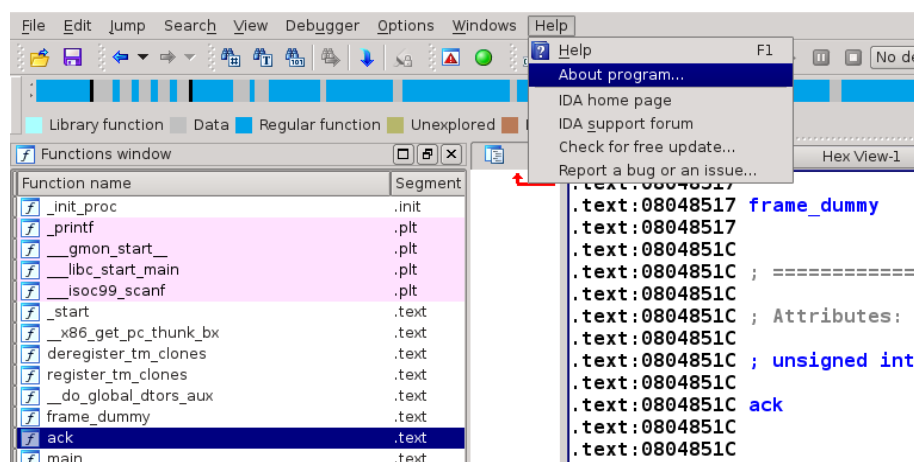 File Edit Jump Search View Debugger Options Windows Help
Help F1
No de
About program...
IDA home page
IDA support forum
Check for free update...
Report a bug or an issue...
Library function Data Regular function Unexplored
Functions window
Hex View-1
Function name Segment
_init_proc .init
_printf .plt
___gmon_start__ .plt
___libc_start_main .plt
___isoc99_scanf .plt
_start .text
__x86_get_pc_thunk_bx .text
deregister_tm_clones .text
register_tm_clones .text
__do_global_dtors_aux .text
frame_dummy .text
ack .text
main .text
.text:08048517
.text:08048517 frame_dummy
.text:08048517
.text:0804851C
.text:0804851C ; =============
.text:0804851C
.text:0804851C ; Attributes:
.text:0804851C
.text:0804851C ; unsigned int
.text:0804851C
.text:0804851C ack
.text:0804851C
.text:0804851C